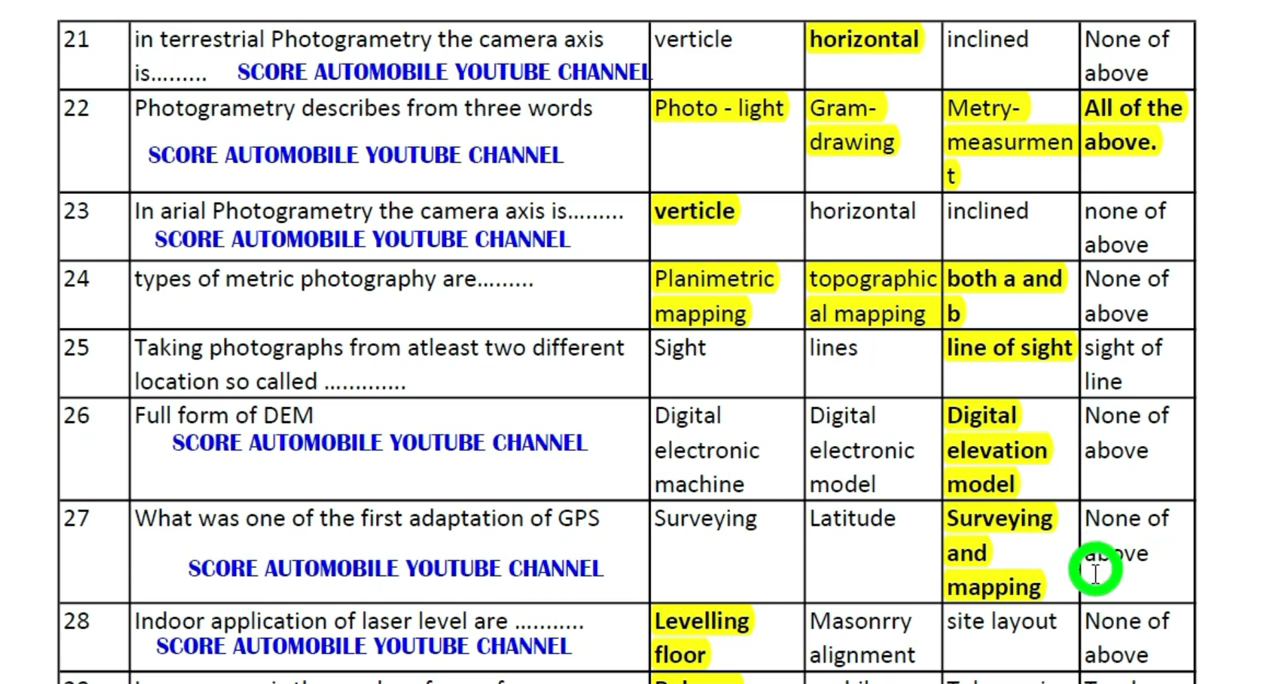 21 in terrestrial Photogrametry the camera axis verticle horizontal inclined None of
is......... SCORE AUTOMOBILE YOUTUBE CHANNEL above
22 Photogrametry describes from three words Photo - light Gram- Metry- All of the
drawing measurmen above.
SCORE AUTOMOBILE YOUTUBE CHANNEL
t
23 In arial Photogrametry the camera axis is......... verticle horizontal inclined none of
SCORE AUTOMOBILE YOUTUBE CHANNEL above
24 types of metric photography are......... Planimetric topographic both a and None of
mapping al mapping b above
25 Taking photographs from atleast two different Sight lines line of sight sight of
location so called ............. line
26 Full form of DEM Digital Digital Digital None of
SCORE AUTOMOBILE YOUTUBE CHANNEL electronic electronic elevation above
machine model model
27 What was one of the first adaptation of GPS Surveying Latitude Surveying None of
and above
SCORE AUTOMOBILE YOUTUBE CHANNEL mapping
28 Indoor application of laser level are ........... Levelling Masonrry site layout None of
SCORE AUTOMOBILE YOUTUBE CHANNEL floor alignment above